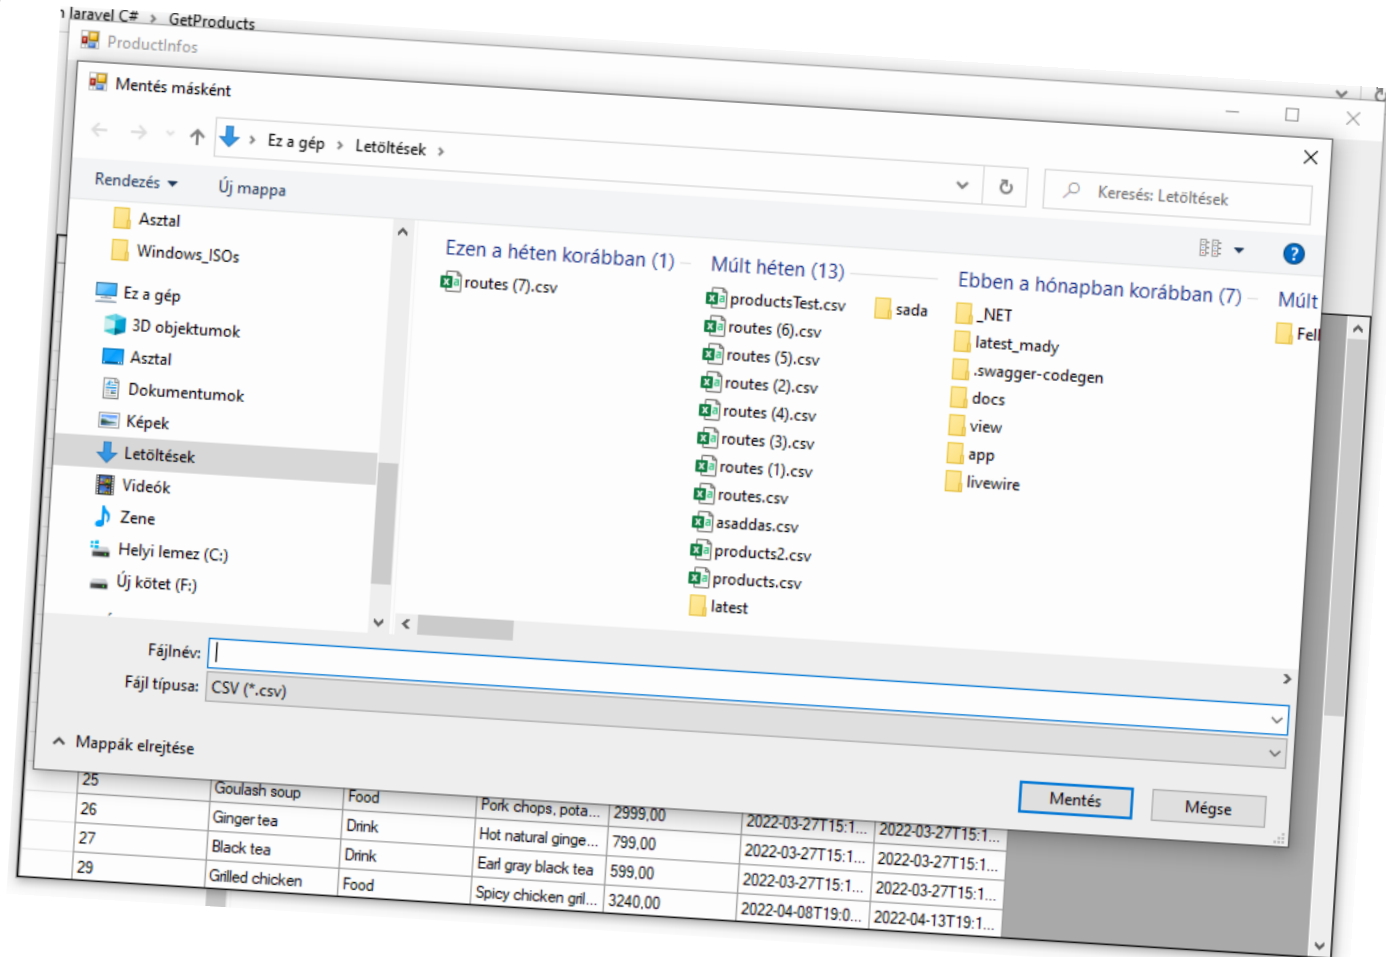 laravel C# > GetProducts
ProductInfos
Mentés másként
Ez a gép > Letöltések >
Keresés: Letöltések
Rendezés
Új mappa
Asztal
Windows_ISOs
Ez a gép
3D objektumok
Asztal
Dokumentumok
Képek
Letöltések
Videók
Zene
Helyi lemez (C:)
Új kötet (F:)
Ezen a héten korábban (1)
routes (7).csv
Múlt héten (13)
productsTest.csv
routes (6).csv
routes (5).csv
routes (2).csv
routes (4).csv
routes (3).csv
routes (1).csv
routes.csv
asaddas.csv
products2.csv
products.csv
latest
sada
Ebben a hónapban korábban (7)
_NET
latest_mady
.swagger-codegen
docs
view
app
livewire
Múlt
Fell
Fájlnév:
Fájl típusa: CSV (*.csv)
Mappák elrejtése
Mentés
Mégse
25 Goulash soup Food Pork chops, pota... 2999,00 2022-03-27T15:1... 2022-03-27T15:1...
26 Ginger tea Drink Hot natural ginge... 799,00 2022-03-27T15:1... 2022-03-27T15:1...
27 Black tea Drink Earl gray black tea 599,00 2022-03-27T15:1... 2022-03-27T15:1...
29 Grilled chicken Food Spicy chicken gril... 3240,00 2022-04-08T19:0... 2022-04-13T19:1...